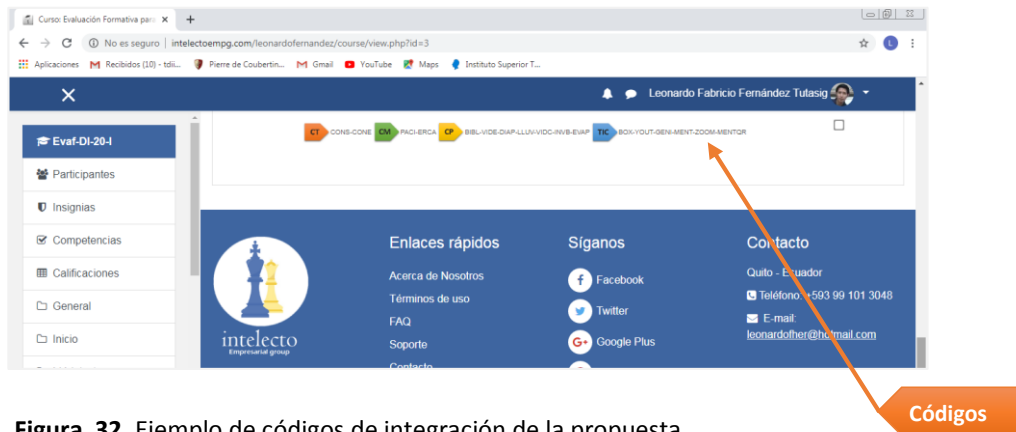 Curso: Evaluación Formativa para
No es seguro | intelectoempg.com/leonardofernandez/course/view.php?id=3
L
Aplicaciones Recibidos (10) - tdii... Pierre de Coubertin... Gmail YouTube Maps Instituto Superior T...
Leonardo Fabricio Fernández Tutasig
CT CONS-CONE CM PACI-ERCA CP BIBL-VIDE-DIAP-LLUV-VIDC-INVB-EVAP TIC BOX-YOUT-GENI-MENT-ZOOM-MENTQR
Evaf-DI-20-I
Participantes
Insignias
Competencias
Calificaciones
General
Inicio
intelecto
Empresarial group
Enlaces rápidos
Acerca de Nosotros
Términos de uso
FAQ
Soporte
Contacto
Síganos
Facebook
Twitter
G+ Google Plus
Contacto
Quito - Ecuador
Teléfono: +593 99 101 3048
E-mail:
leonardofher@hotmail.com
Códigos
Figura 32. Ejemplo de códigos de integración de la propuesta